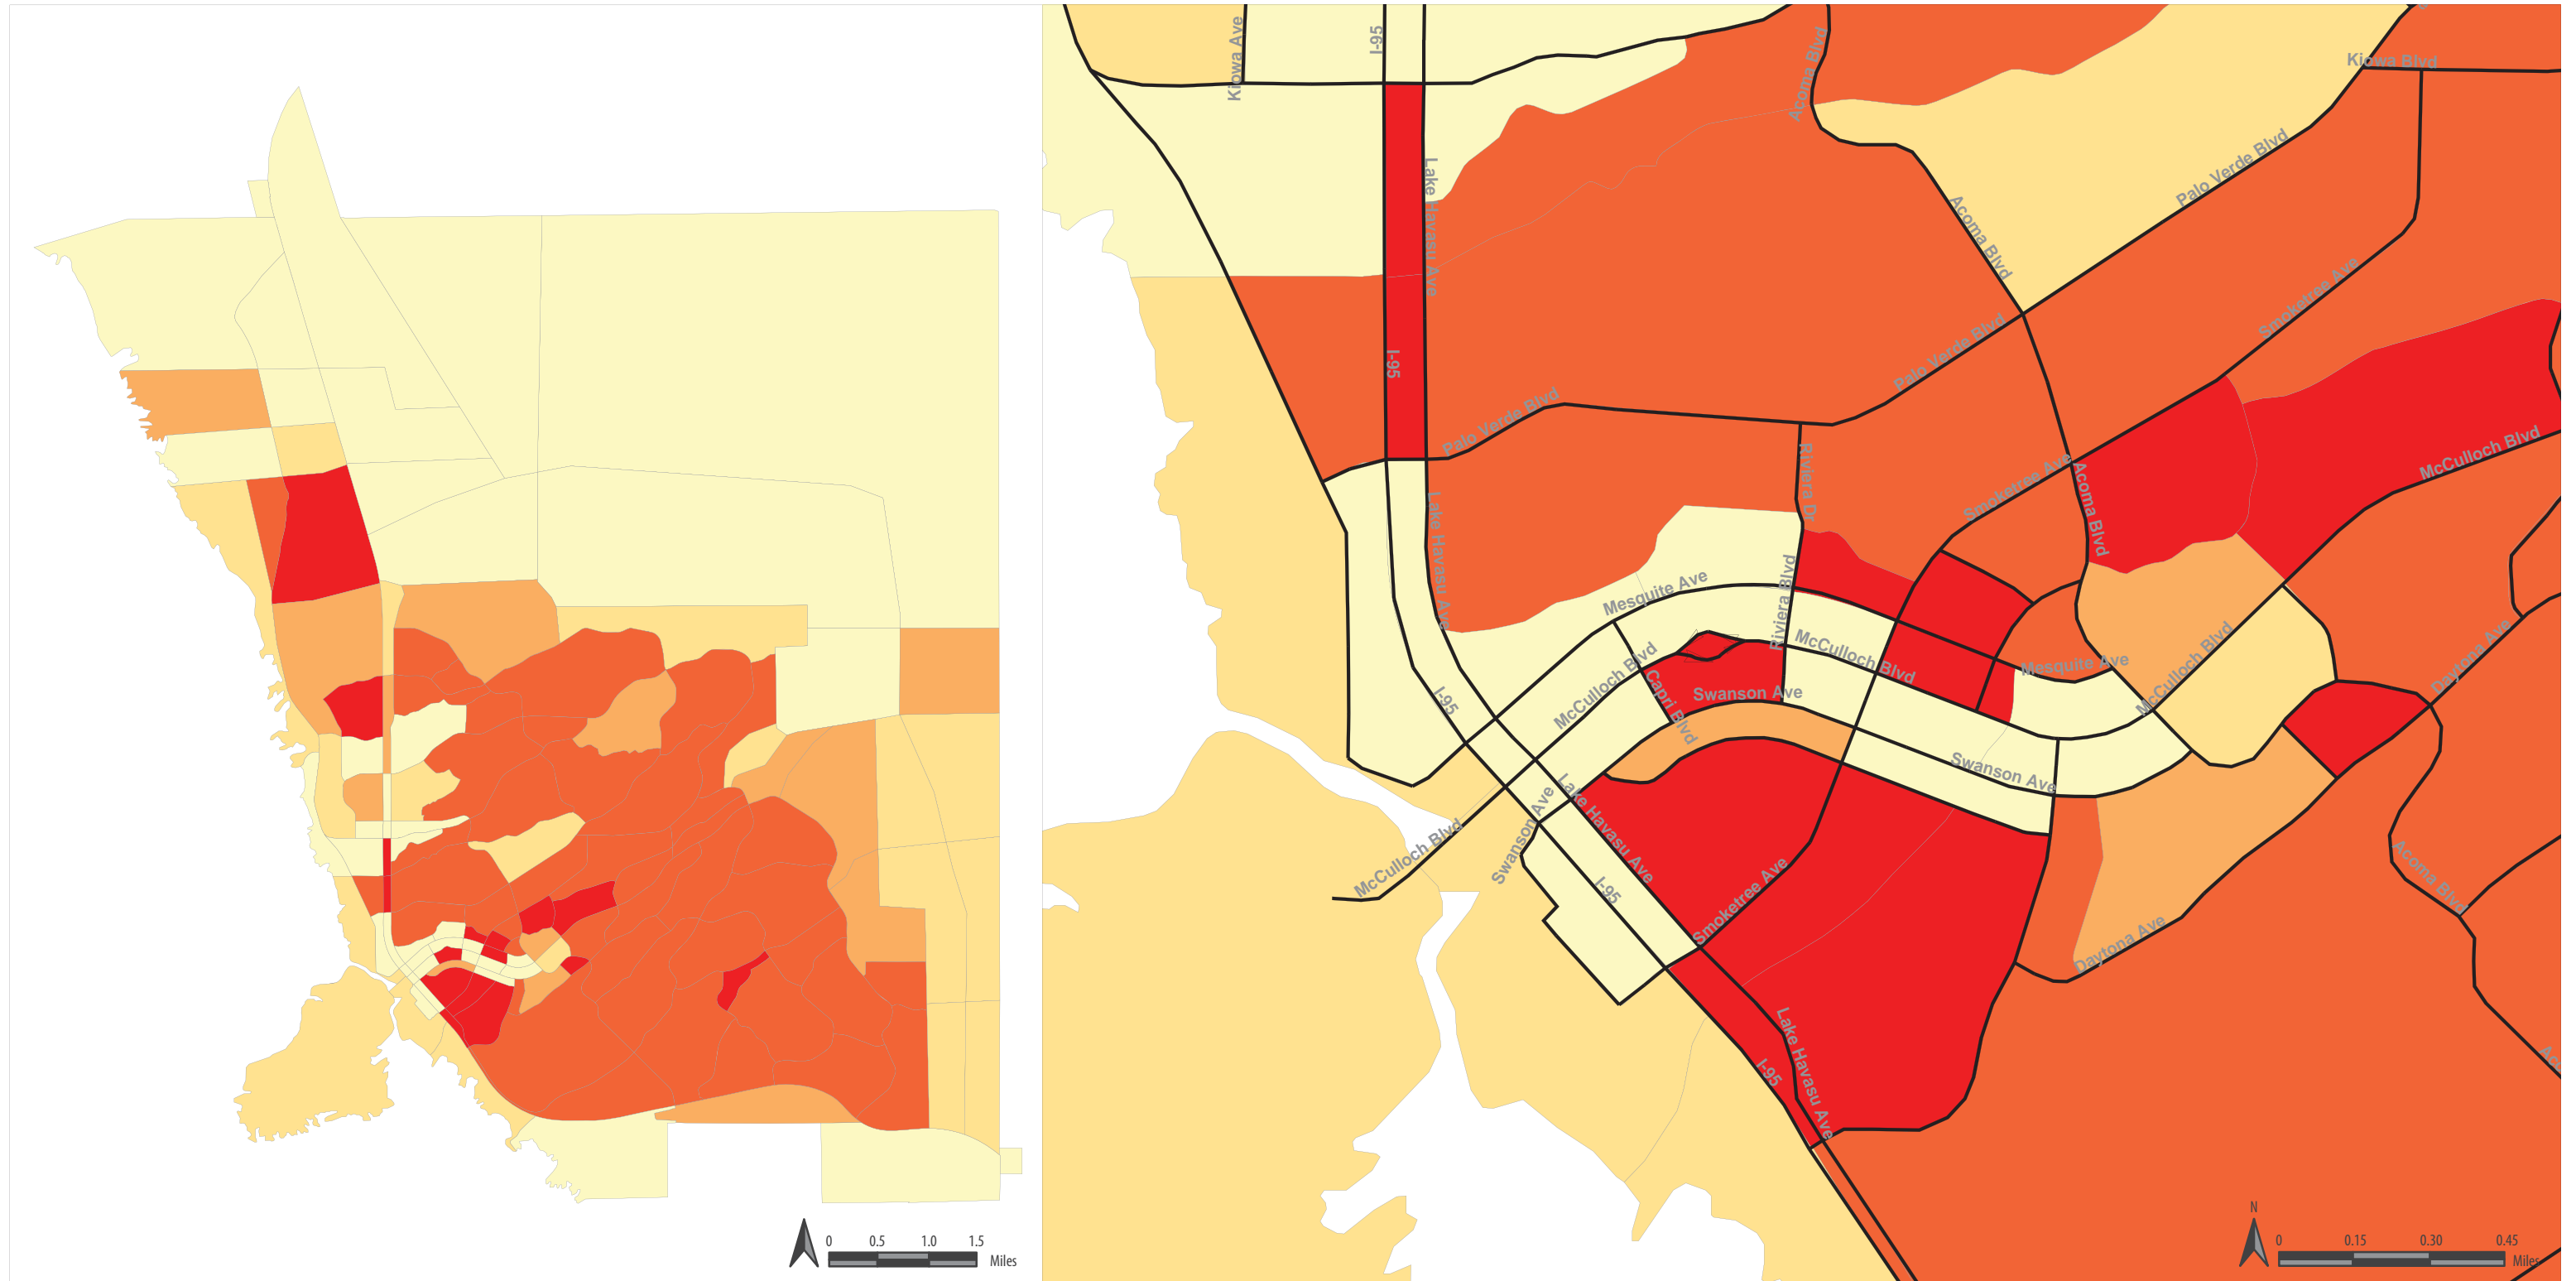 Kiowa Ave
I-95
Acoma Blvd
Kiowa Blvd
Lake Havasu Ave
Palo Verde Blvd
Acoma Blvd
Smoketree Ave
I-95
Palo Verde Blvd
Palo Verde Blvd
McCulloch Blvd
Riviera Dr
Smoketree Ave
Acoma Blvd
Lake Havasu Ave
Mesquite Ave
Riviera Blvd
McCulloch Blvd
Mesquite Ave
McCulloch Blvd
Daytona Ave
McCulloch Blvd
Capri Blvd
Swanson Ave
I-95
Swanson Ave
Swanson Ave
Lake Havasu Ave
McCulloch Blvd
I-95
Smoketree Ave
Acoma Blvd
Daytona Ave
I-95
Lake Havasu Ave
0 0.5 1.0 1.5
Miles
N
0 0.15 0.30 0.45
Miles